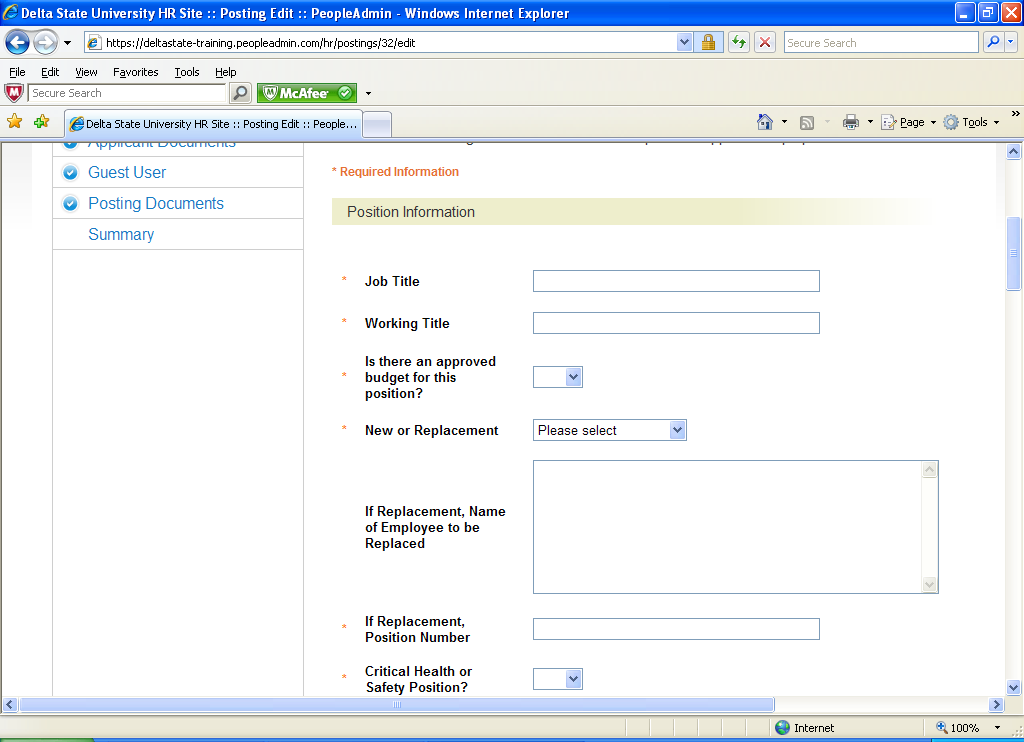 Delta State University HR Site :: Posting Edit :: PeopleAdmin - Windows Internet Explorer
https://deltastate-training.peopleadmin.com/hr/postings/32/edit
Secure Search
File Edit View Favorites Tools Help
Secure Search
McAfee
Delta State University HR Site :: Posting Edit :: People...
Page
Tools
»
Applicant Documents
Guest User
Posting Documents
Summary
* Required Information
Position Information
* Job Title
* Working Title
* Is there an approved
budget for this
position?
* New or Replacement
Please select
If Replacement, Name
of Employee to be
Replaced
* If Replacement,
Position Number
* Critical Health or
Safety Position?
Internet
100%